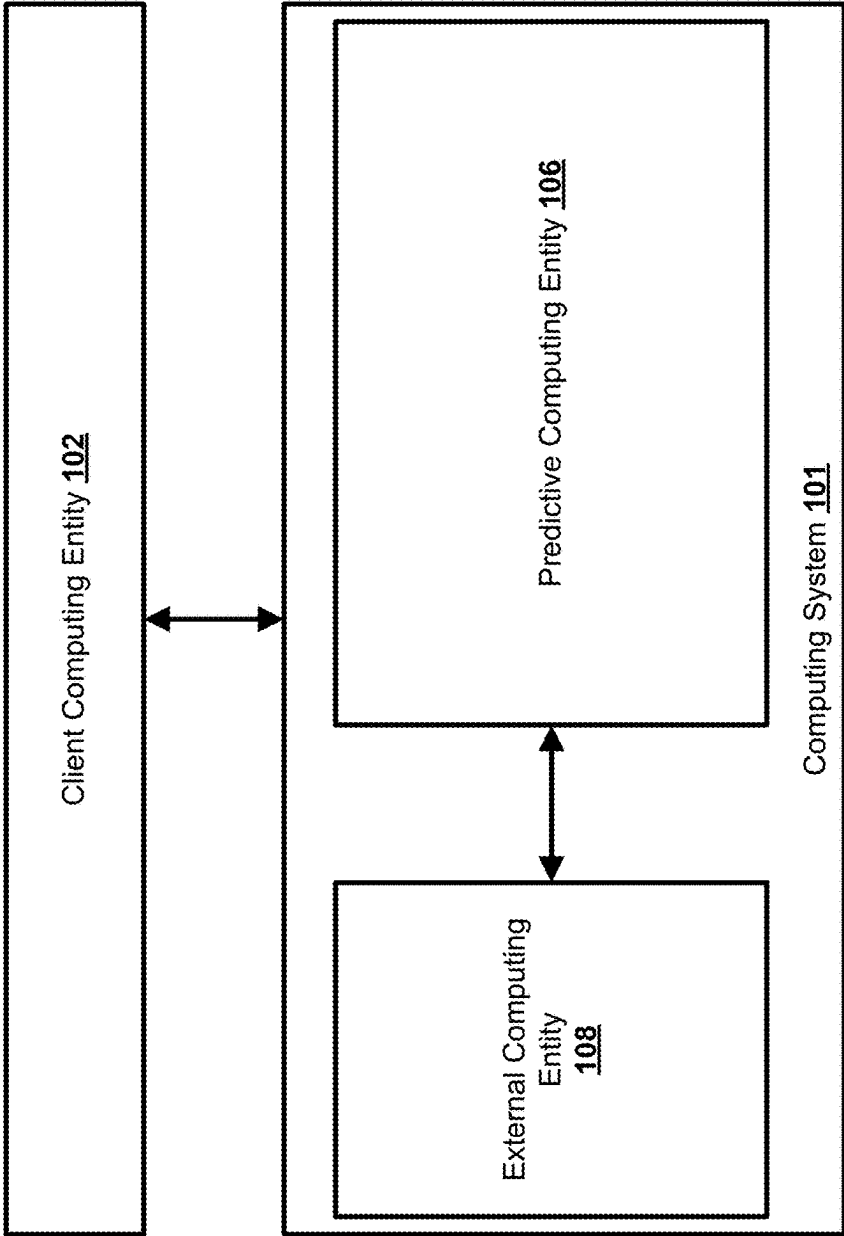 Client Computing Entity 102
External Computing
Entity
108
Predictive Computing Entity 106
Computing System 101